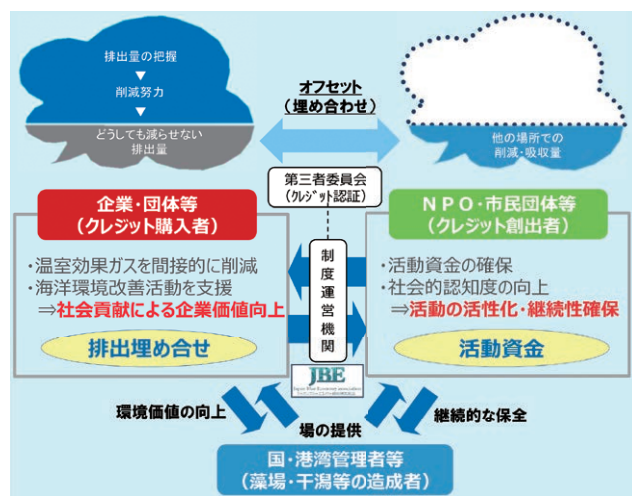 排出量の把握
削減努力
どうしても減らせない
排出量
オフセット
(埋め合わせ)
他の場所での
削減・吸収量
第三者委員会
(クレジット認証)
企業・団体等
(クレジット購入者)
NPO・市民団体等
(クレジット創出者)
・温室効果ガスを間接的に削減
・海洋環境改善活動を支援
⇒社会貢献による企業価値向上
排出埋め合せ
制度運営機関
・活動資金の確保
・社会的認知度の向上
⇒活動の活性化・継続性確保
活動資金
JBE
Japan Blue Economy association
環境価値の向上
場の提供
継続的な保全
国・港湾管理者等
(藻場・干潟等の造成者)